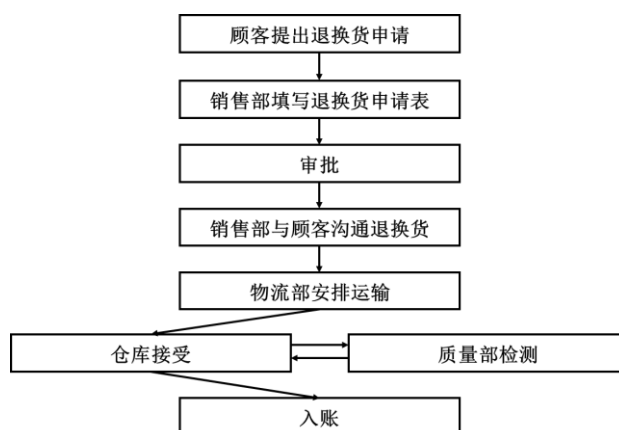 顾客提出退换货申请
销售部填写退换货申请表
审批
销售部与顾客沟通退换货
物流部安排运输
仓库接受
质量部检测
入账